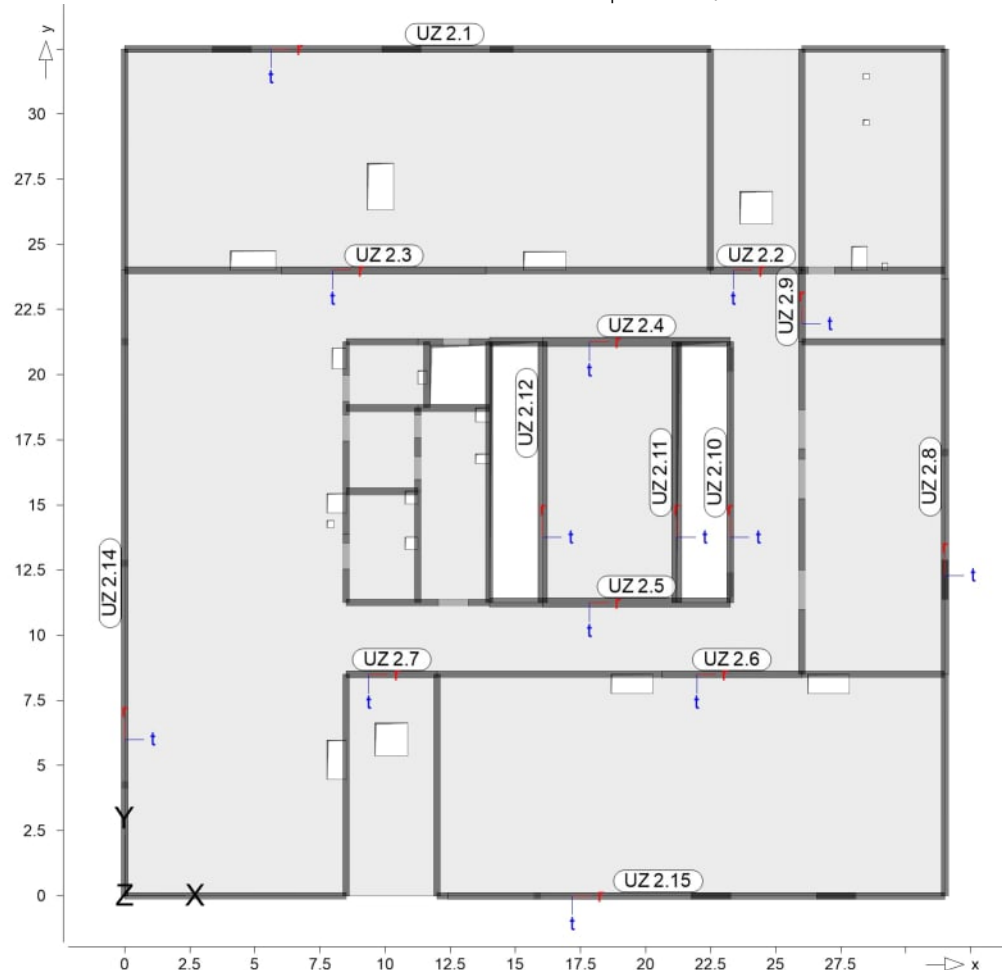 y
UZ 2.1
r
t
30
27.5
25
UZ 2.3
r
t
UZ 2.2
r
t
UZ 2.9
r
t
22.5
UZ 2.4
r
t
20
UZ 2.12
r
t
17.5
UZ 2.11
r
t
UZ 2.10
r
t
UZ 2.8
r
t
15
12.5
UZ 2.14
r
t
UZ 2.5
r
t
10
UZ 2.7
r
t
UZ 2.6
r
t
7.5
5
Y
2.5
UZ 2.15
r
t
0
Z X
0 2.5 5 7.5 10 12.5 15 17.5 20 22.5 25 27.5 x